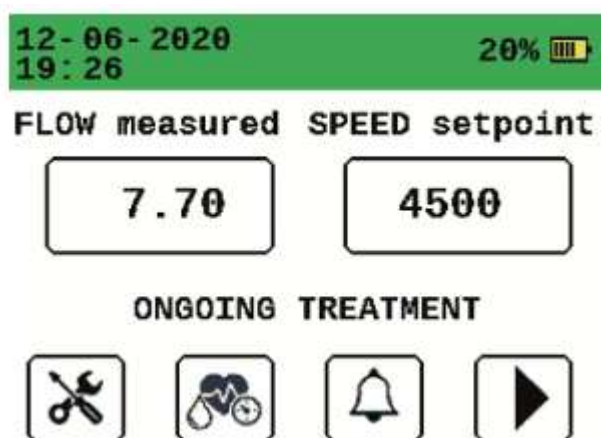 12-06-2020
19:26
20%
FLOW measured SPEED setpoint
7.70 4500
ONGOING TREATMENT